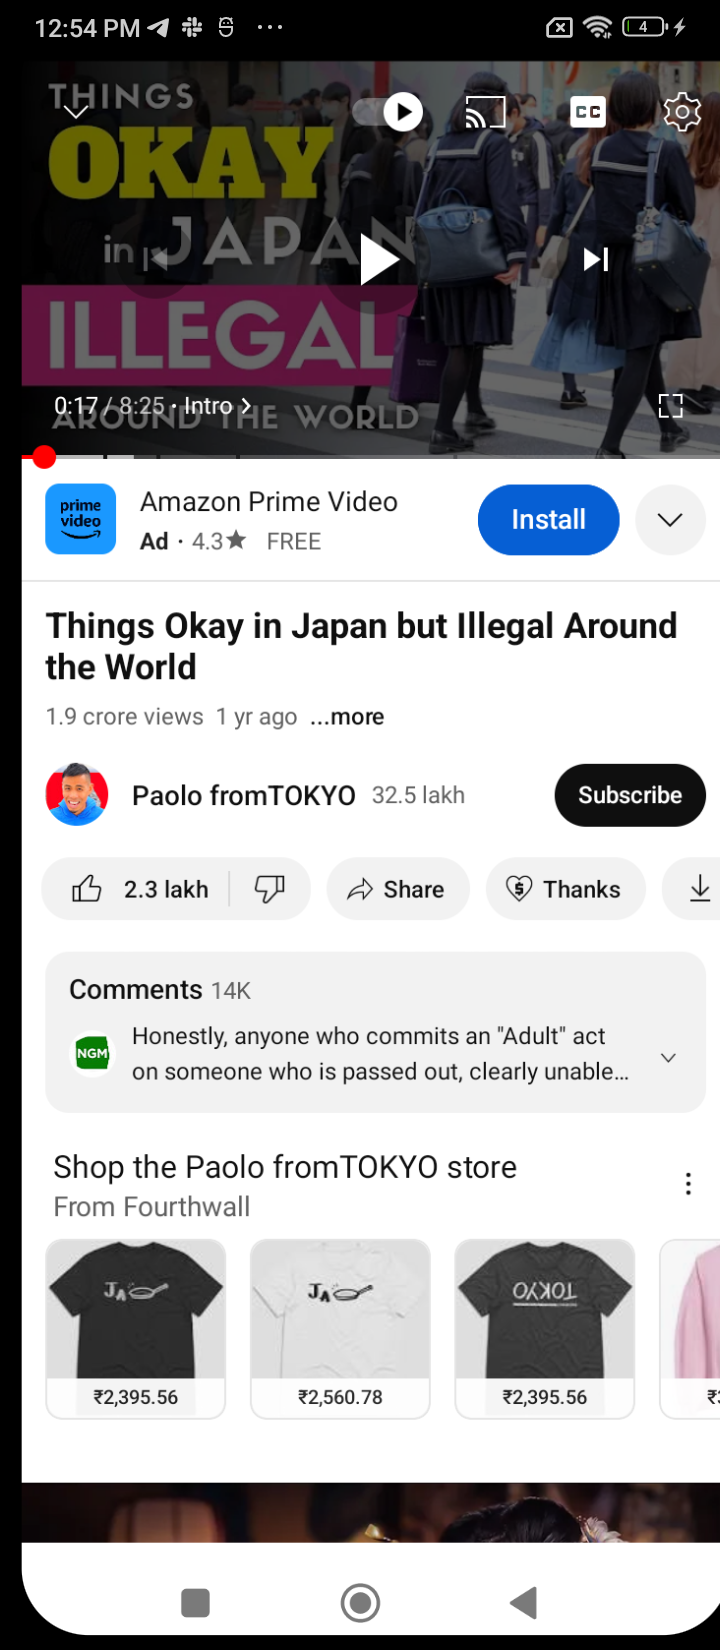 12:54 PM
4
THINGS
OKAY
in JAPAN
ILLEGAL
AROUND THE WORLD
CC
0:17 / 8:25 · Intro
prime
video
Amazon Prime Video
Ad · 4.3★ FREE
Install
Things Okay in Japan but Illegal Around
the World
1.9 crore views 1 yr ago ...more
Paolo fromTOKYO 32.5 lakh
Subscribe
2.3 lakh
Share
Thanks
Comments 14K
NGM
Honestly, anyone who commits an "Adult" act
on someone who is passed out, clearly unable...
Shop the Paolo fromTOKYO store
From Fourthwall
JA
JA
TOKYO
₹2,395.56
₹2,560.78
₹2,395.56